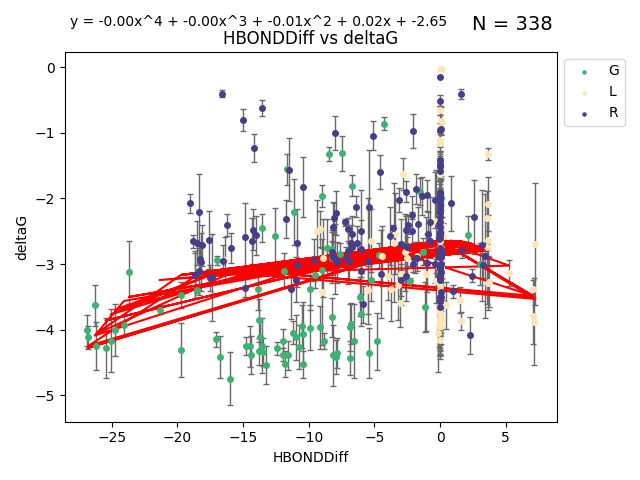 y = -0.00x^4 + -0.00x^3 + -0.01x^2 + 0.02x + -2.65
N = 338
HBONDDiff vs deltaG
G
L
R
deltaG
0
−1
−2
−3
−4
−5
−25
−20
−15
−10
−5
0
5
HBONDDiff